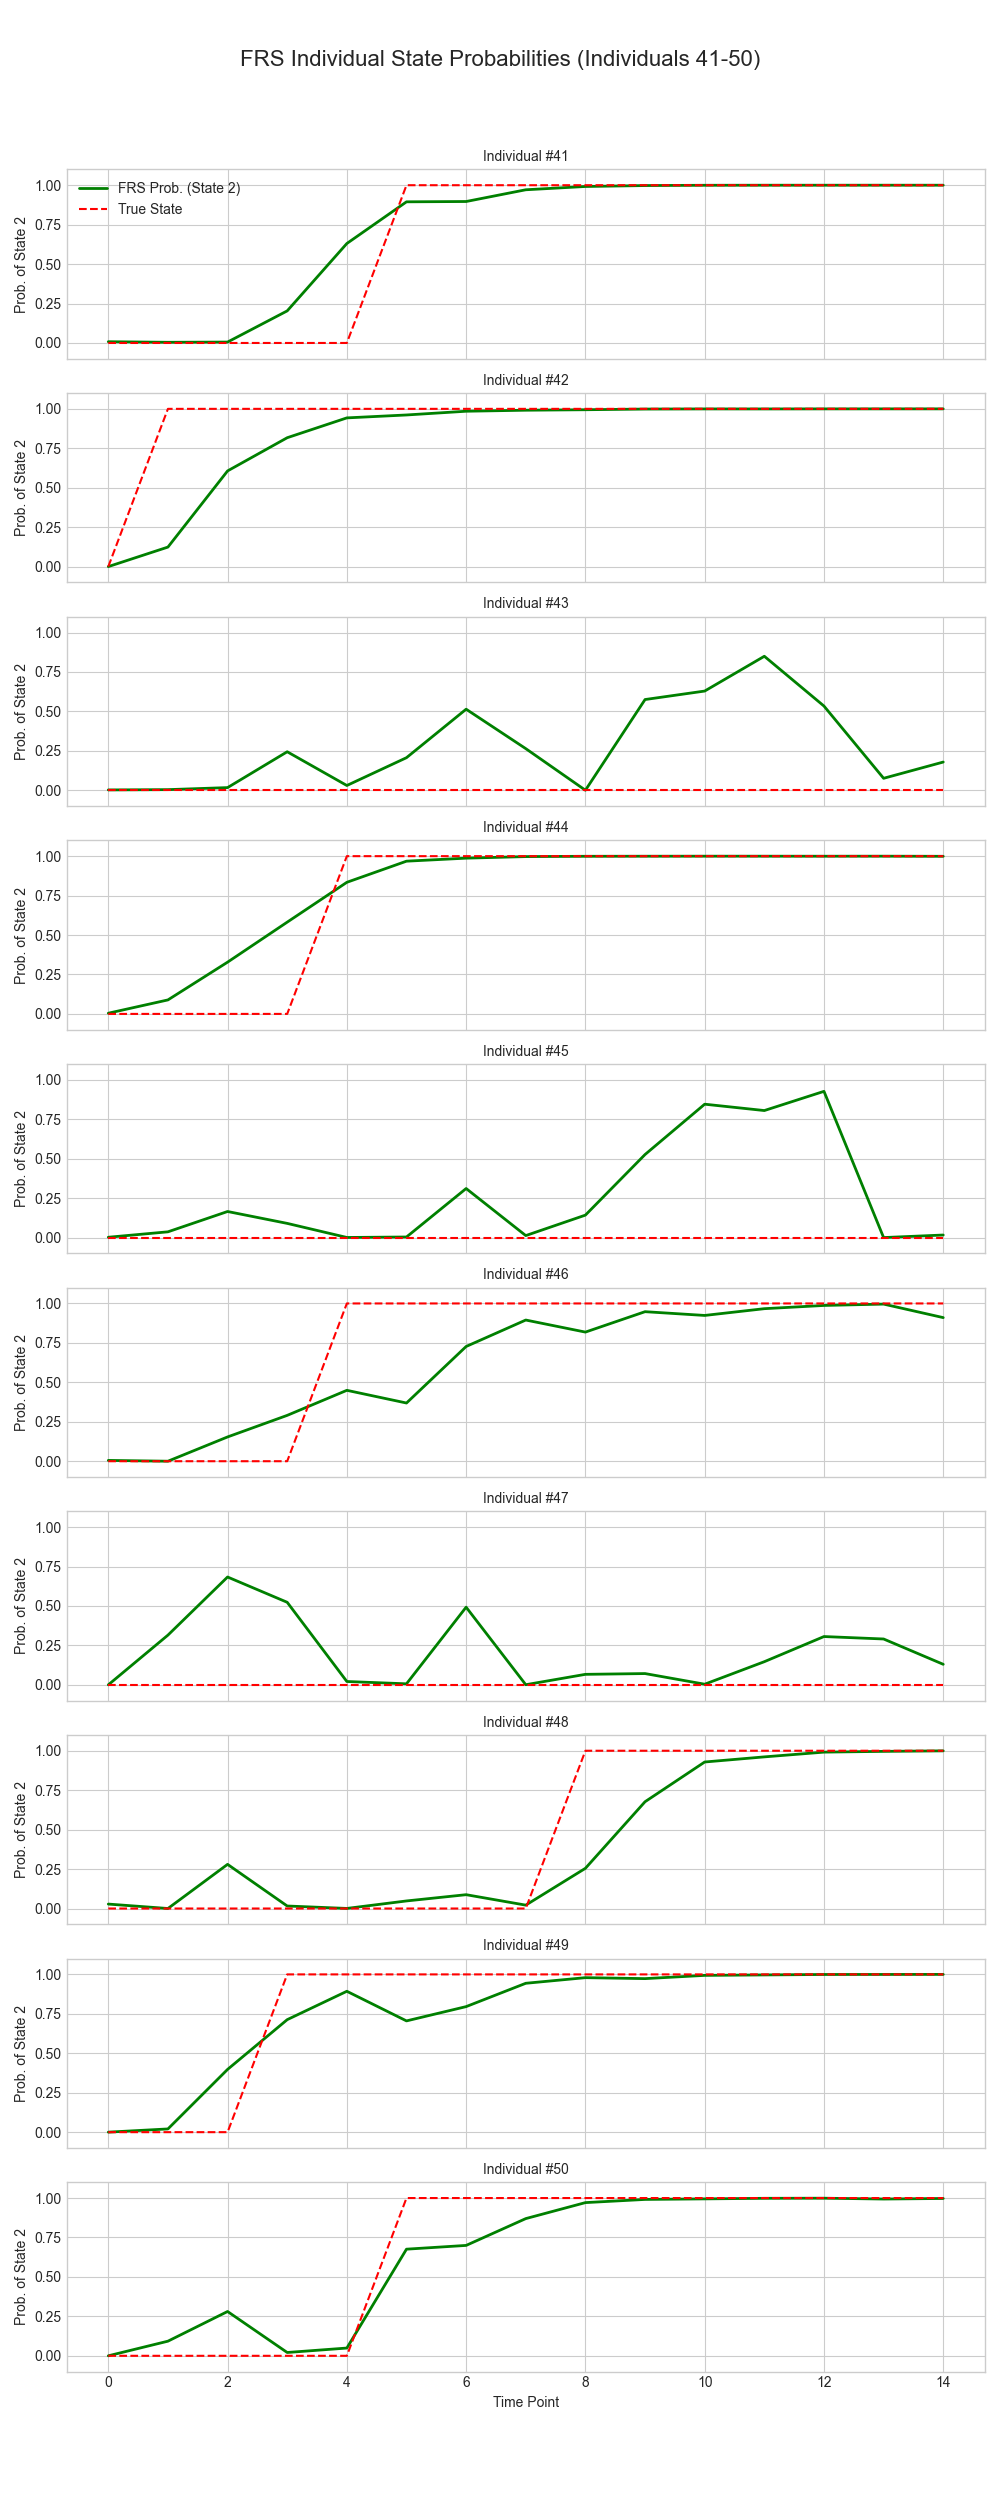 FRS Individual State Probabilities (Individuals 41-50)
Individual #41
FRS Prob. (State 2)
True State
Prob. of State 2
1.00
0.75
0.50
0.25
0.00
Individual #42
Prob. of State 2
1.00
0.75
0.50
0.25
0.00
Individual #43
Prob. of State 2
1.00
0.75
0.50
0.25
0.00
Individual #44
Prob. of State 2
1.00
0.75
0.50
0.25
0.00
Individual #45
Prob. of State 2
1.00
0.75
0.50
0.25
0.00
Individual #46
Prob. of State 2
1.00
0.75
0.50
0.25
0.00
Individual #47
Prob. of State 2
1.00
0.75
0.50
0.25
0.00
Individual #48
Prob. of State 2
1.00
0.75
0.50
0.25
0.00
Individual #49
Prob. of State 2
1.00
0.75
0.50
0.25
0.00
Individual #50
Prob. of State 2
1.00
0.75
0.50
0.25
0.00
0 2 4 6 8 10 12 14
Time Point